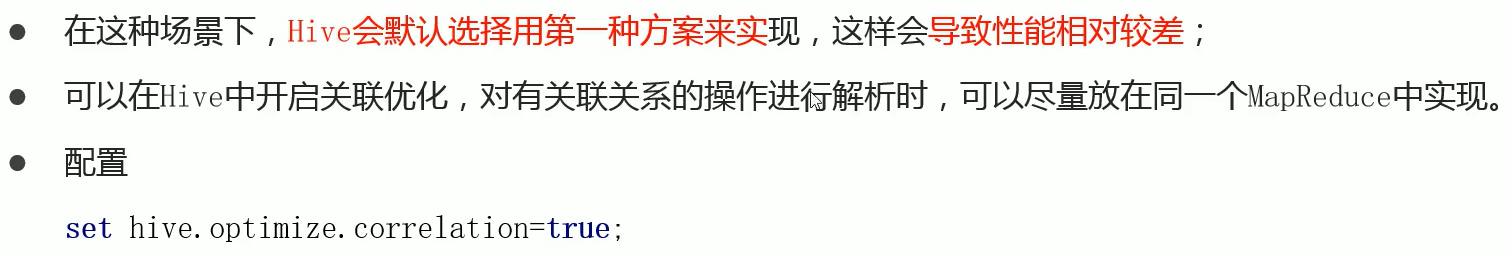 ● 在这种场景下，Hive会默认选择用第一种方案来实现，这样会导致性能相对较差；
● 可以在Hive中开启关联优化，对有关联关系的操作进行解析时，可以尽量放在同一个MapReduce中实现。
● 配置
set hive.optimize.correlation=true;